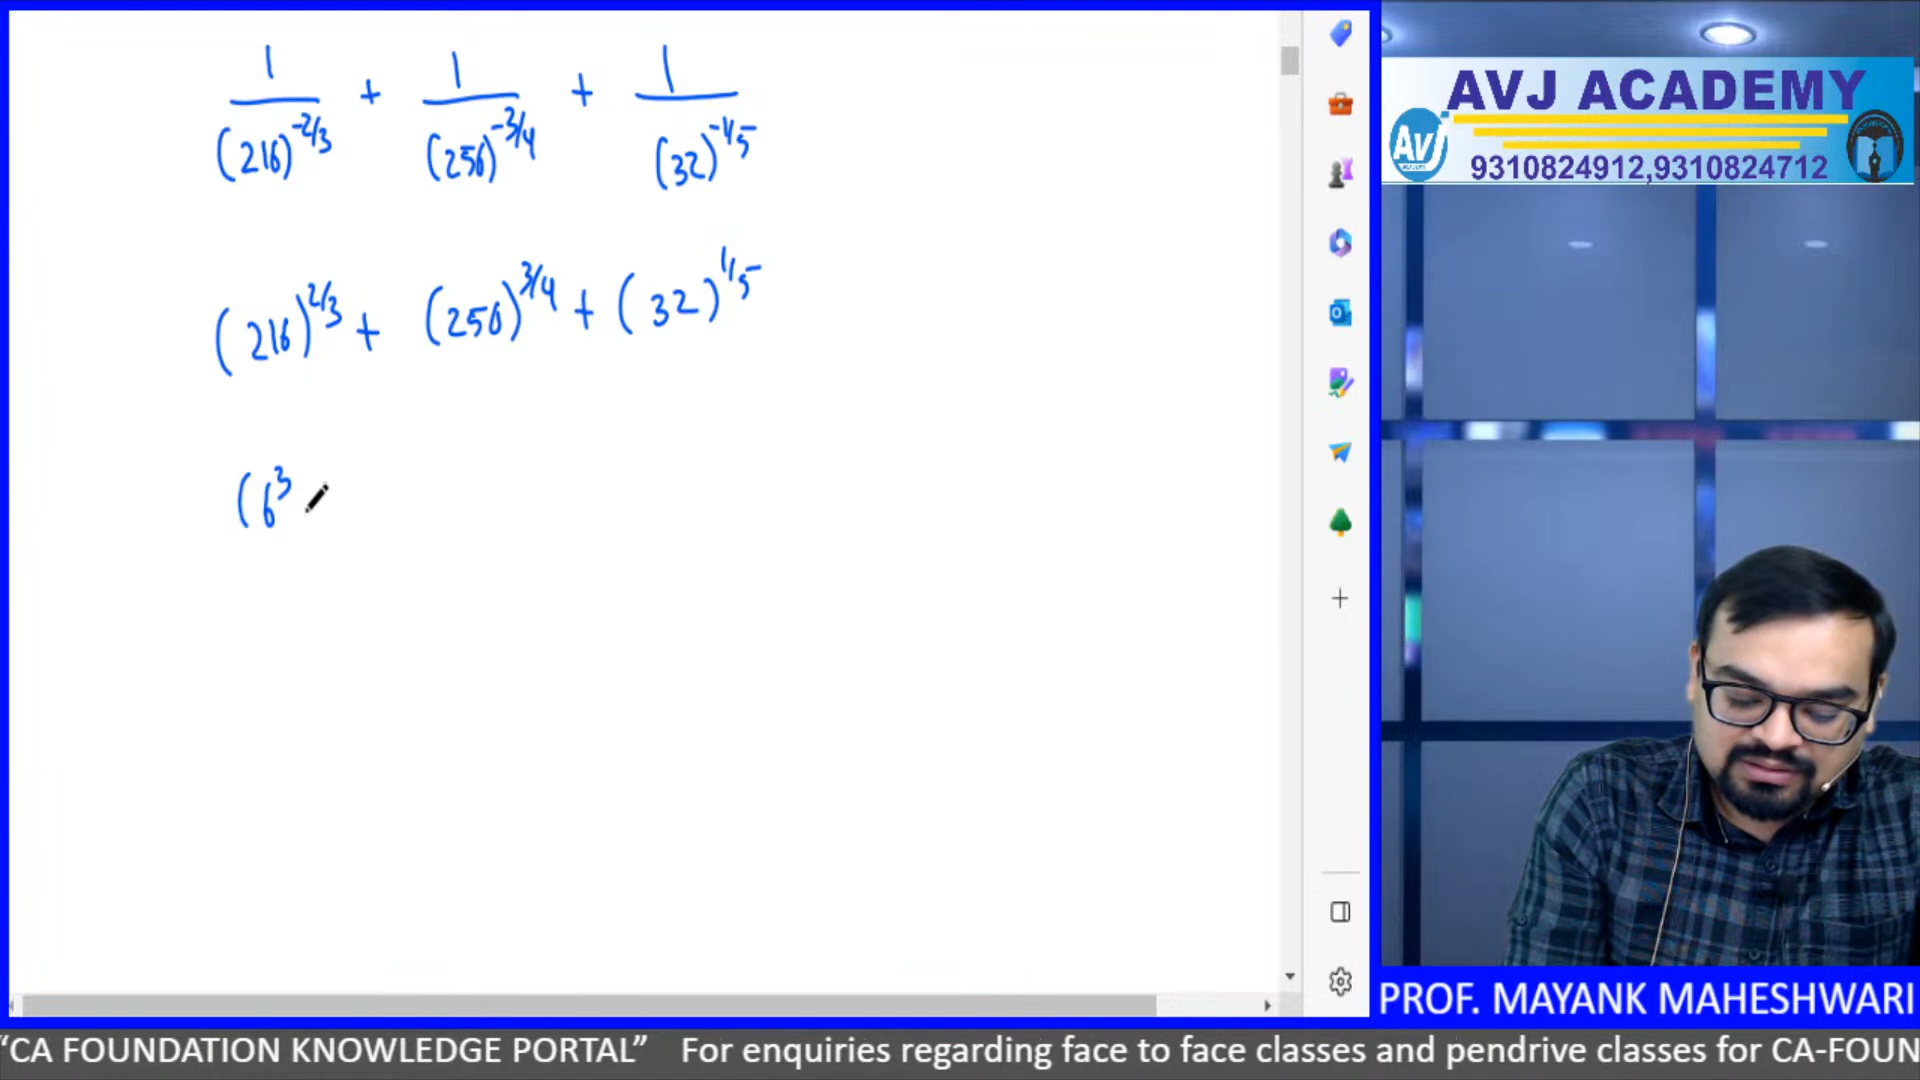 1/(216)^{-2/3} + 1/(256)^{-3/4} + 1/(32)^{-1/5}
(216)^{2/3} + (256)^{3/4} + (32)^{1/5}
(6^3
AVJ ACADEMY
AVJ
ACADEMY
9310824912,9310824712
PROF. MAYANK MAHESHWARI
“CA FOUNDATION KNOWLEDGE PORTAL” For enquiries regarding face to face classes and pendrive classes for CA-FOUN